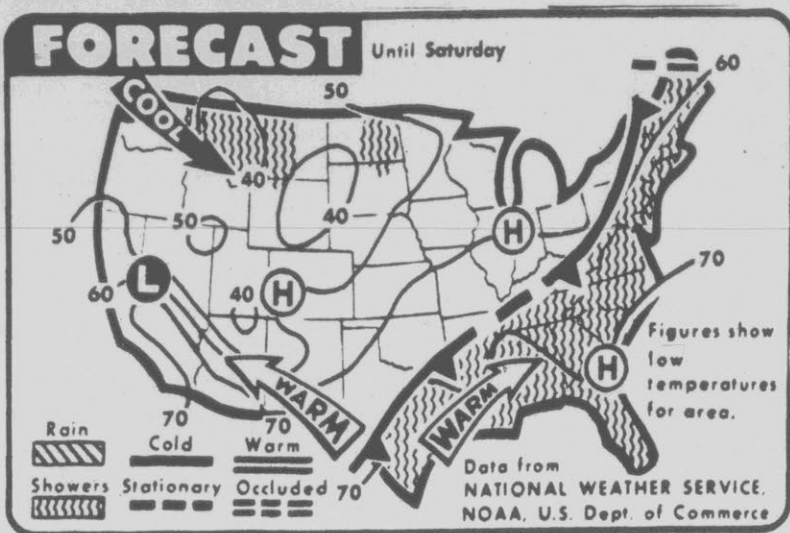 FORECAST Until Saturday
COOL
50
60
40
50
50
40
H
L
60
40
H
70
Figures show
low
temperatures
for area.
H
WARM
WARM
70
70
70
Rain Cold Warm
Showers Stationary Occluded
Data from
NATIONAL WEATHER SERVICE,
NOAA, U.S. Dept. of Commerce